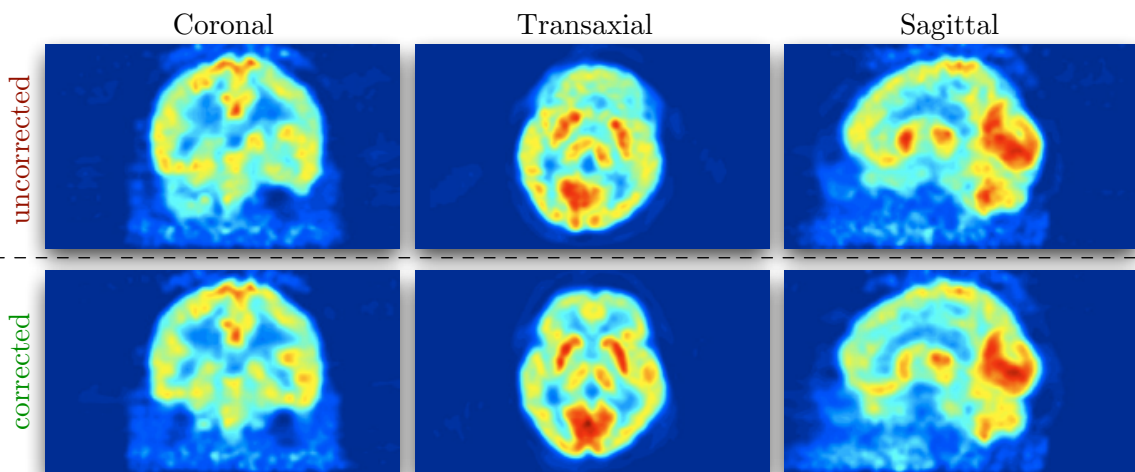 Coronal
Transaxial
Sagittal
uncorrected
corrected